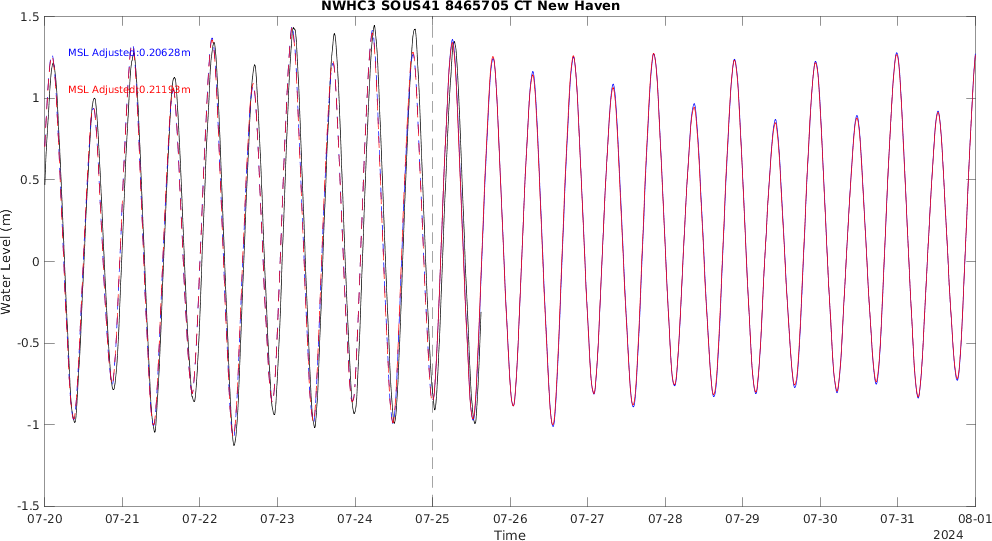 NWHC3 SOUS41 8465705 CT New Haven
MSL Adjusted:0.20628m
MSL Adjusted:0.21193m
Water Level (m)
1.5
1
0.5
0
-0.5
-1
-1.5
07-20 07-21 07-22 07-23 07-24 07-25 07-26 07-27 07-28 07-29 07-30 07-31 08-01
Time
2024